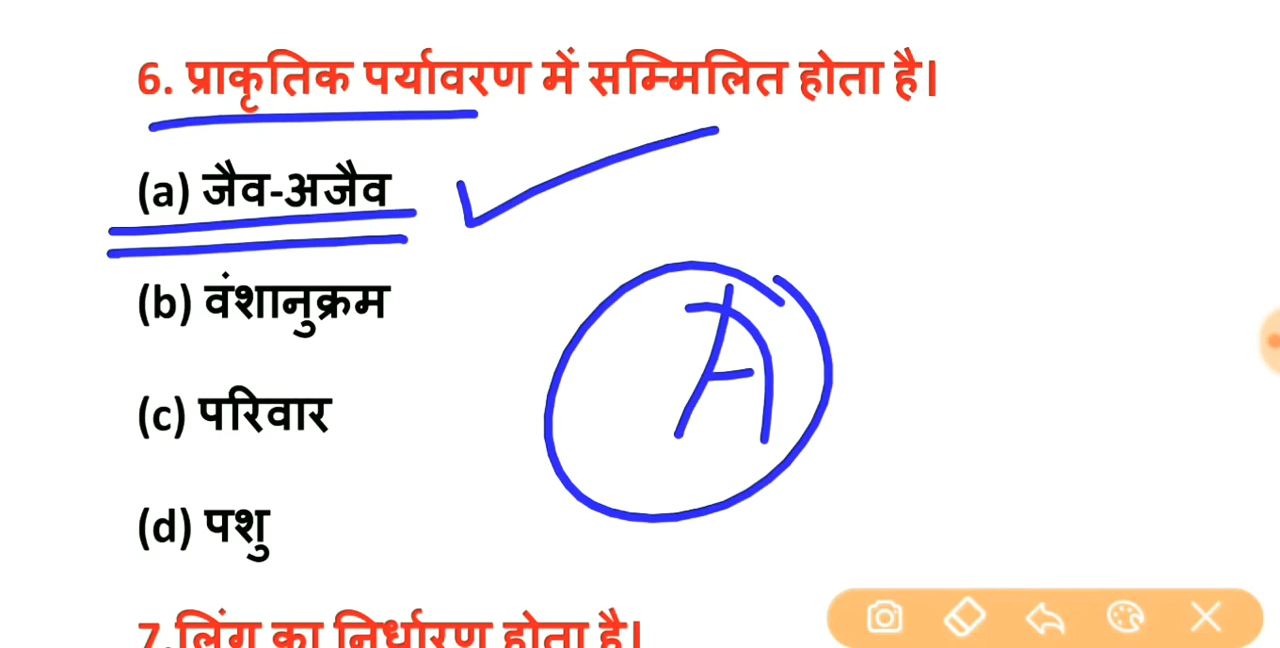 6. प्राकृतिक पर्यावरण में सम्मिलित होता है।
(a) जैव-अजैव
(b) वंशानुक्रम
A
(c) परिवार
(d) पशु
7.लिंग का निर्धारण होता है।